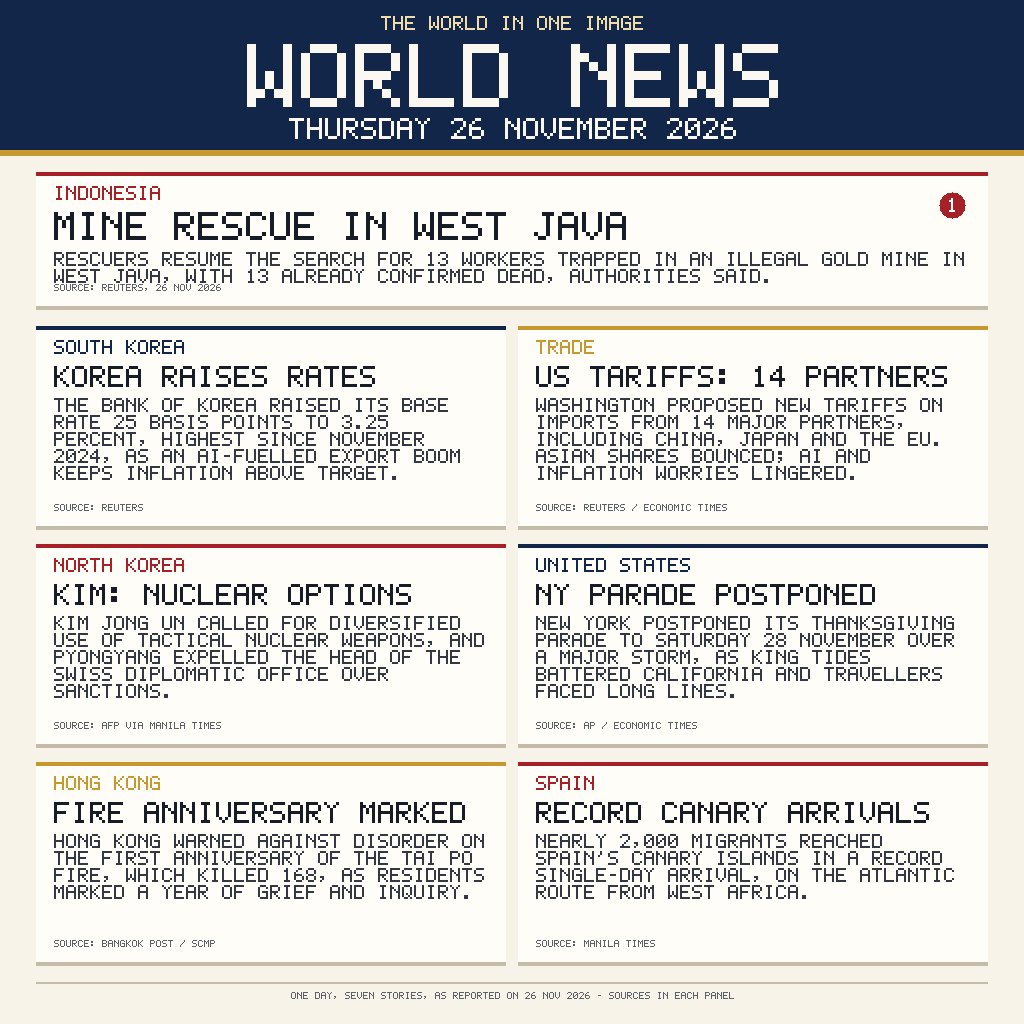 THE WORLD IN ONE IMAGE
WORLD NEWS
THURSDAY 26 NOVEMBER 2026
INDONESIA
1
MINE RESCUE IN WEST JAVA
RESCUERS RESUME THE SEARCH FOR 13 WORKERS TRAPPED IN AN ILLEGAL GOLD MINE IN
WEST JAVA, WITH 13 ALREADY CONFIRMED DEAD, AUTHORITIES SAID.
SOURCE: REUTERS, 26 NOV 2026
SOUTH KOREA
KOREA RAISES RATES
THE BANK OF KOREA RAISED ITS BASE
RATE 25 BASIS POINTS TO 3.25
PERCENT, HIGHEST SINCE NOVEMBER
2024, AS AN AI-FUELLED EXPORT BOOM
KEEPS INFLATION ABOVE TARGET.
SOURCE: REUTERS
TRADE
US TARIFFS: 14 PARTNERS
WASHINGTON PROPOSED NEW TARIFFS ON
IMPORTS FROM 14 MAJOR PARTNERS,
INCLUDING CHINA, JAPAN AND THE EU.
ASIAN SHARES BOUNCED; AI AND
INFLATION WORRIES LINGERED.
SOURCE: REUTERS / ECONOMIC TIMES
NORTH KOREA
KIM: NUCLEAR OPTIONS
KIM JONG UN CALLED FOR DIVERSIFIED
USE OF TACTICAL NUCLEAR WEAPONS, AND
PYONGYANG EXPELLED THE HEAD OF THE
SWISS DIPLOMATIC OFFICE OVER
SANCTIONS.
SOURCE: AFP VIA MANILA TIMES
UNITED STATES
NY PARADE POSTPONED
NEW YORK POSTPONED ITS THANKSGIVING
PARADE TO SATURDAY 28 NOVEMBER OVER
A MAJOR STORM, AS KING TIDES
BATTERED CALIFORNIA AND TRAVELLERS
FACED LONG LINES.
SOURCE: AP / ECONOMIC TIMES
HONG KONG
FIRE ANNIVERSARY MARKED
HONG KONG WARNED AGAINST DISORDER ON
THE FIRST ANNIVERSARY OF THE TAI PO
FIRE, WHICH KILLED 168, AS RESIDENTS
MARKED A YEAR OF GRIEF AND INQUIRY.
SOURCE: BANGKOK POST / SCMP
SPAIN
RECORD CANARY ARRIVALS
NEARLY 2,000 MIGRANTS REACHED
SPAIN'S CANARY ISLANDS IN A RECORD
SINGLE-DAY ARRIVAL, ON THE ATLANTIC
ROUTE FROM WEST AFRICA.
SOURCE: MANILA TIMES
ONE DAY, SEVEN STORIES, AS REPORTED ON 26 NOV 2026 - SOURCES IN EACH PANEL